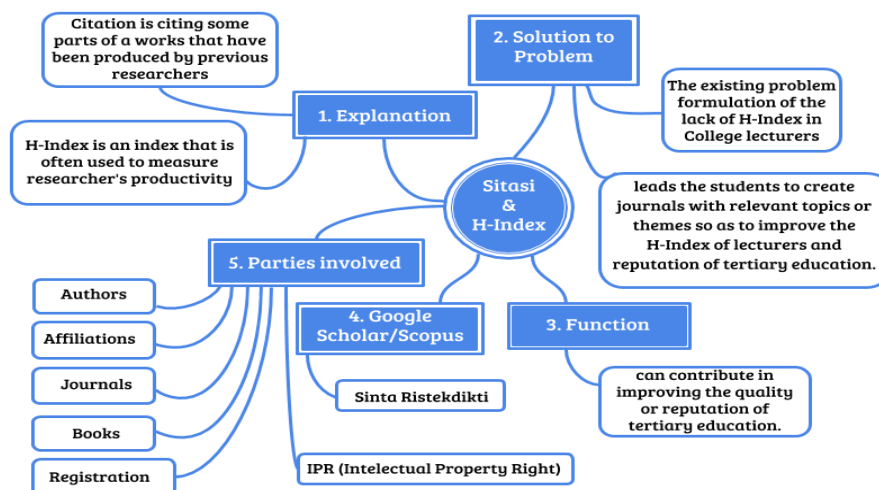 Citation is citing some
parts of a works that have
been produced by previous
researchers
2. Solution to
Problem
The existing problem
formulation of the
lack of H-Index in
College lecturers
1. Explanation
H-Index is an index that is
often used to measure
researcher's productivity
Sitasi
&
H-Index
leads the students to create
journals with relevant topics or
themes so as to improve the
H-Index of lecturers and
reputation of tertiary education.
5. Parties involved
Authors
Affiliations
Journals
Books
Registration
IPR (Intelectual Property Right)
4. Google
Scholar/Scopus
Sinta Ristekdikti
3. Function
can contribute in
improving the quality
or reputation of
tertiary education.